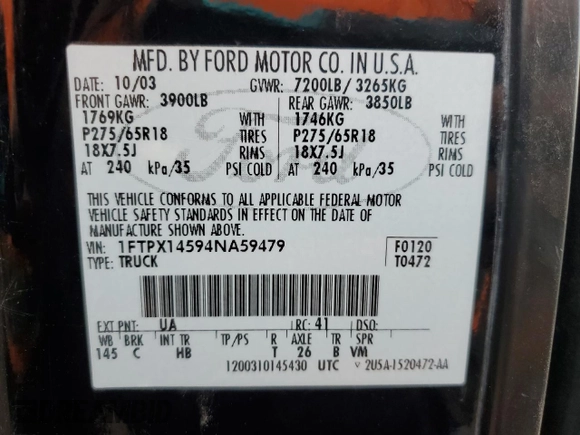 MFD. BY FORD MOTOR CO. IN U.S.A.
DATE: 10/03 GVWR: 7200LB/ 3265KG
FRONT GAWR: 3900LB REAR GAWR: 3850LB
1769KG WITH 1746KG WITH
P275/65R18 TIRES P275/65R18 TIRES
18X7.5J RIMS 18X7.5J RIMS
AT 240 kPa/35 PSI COLD AT 240 kPa/35 PSI COLD
Ford
THIS VEHICLE CONFORMS TO ALL APPLICABLE FEDERAL MOTOR
VEHICLE SAFETY STANDARDS IN EFFECT ON THE DATE OF
MANUFACTURE SHOWN ABOVE.
VIN: 1FTPX14594NA59479 F0120
TYPE: TRUCK T0472
EXT PNT: UA RC: 41 DSO:
WB BRK INT TR TP/PS R AXLE TR SPR
145 C HB T 26 B VM
1200310145430 UTC 2U5A-1520472-AA